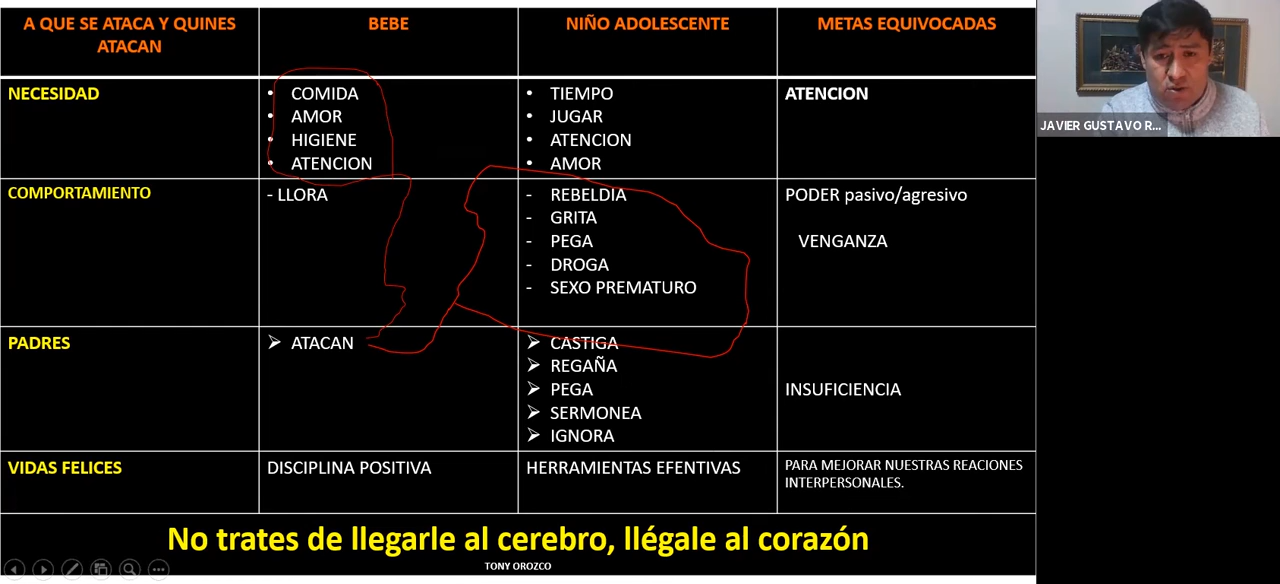 A QUE SE ATACA Y QUINES
ATACAN
BEBE
NIÑO ADOLESCENTE
METAS EQUIVOCADAS
JAVIER GUSTAVO R...
NECESIDAD
• COMIDA
• AMOR
• HIGIENE
• ATENCION
• TIEMPO
• JUGAR
• ATENCION
• AMOR
ATENCION
COMPORTAMIENTO
- LLORA
- REBELDIA
- GRITA
- PEGA
- DROGA
- SEXO PREMATURO
PODER pasivo/agresivo
VENGANZA
PADRES
➢ ATACAN
➢ CASTIGA
➢ REGAÑA
➢ PEGA
➢ SERMONEA
➢ IGNORA
INSUFICIENCIA
VIDAS FELICES
DISCIPLINA POSITIVA
HERRAMIENTAS EFENTIVAS
PARA MEJORAR NUESTRAS REACIONES
INTERPERSONALES.
No trates de llegarle al cerebro, llégale al corazón
TONY OROZCO